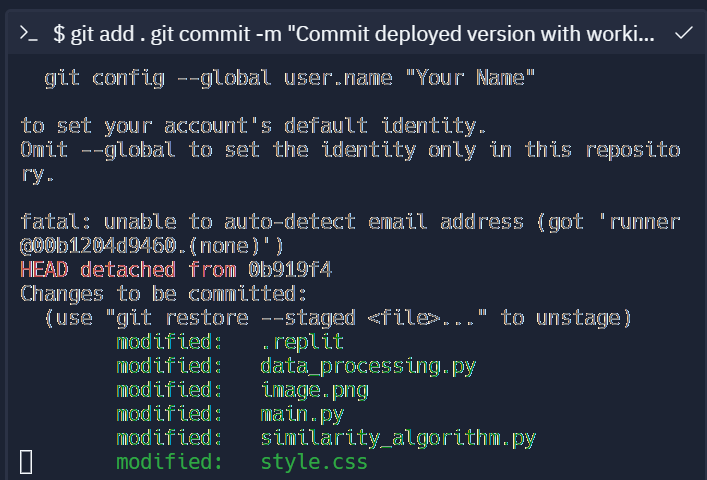 >_ $ git add . git commit -m "Commit deployed version with worki...
git config --global user.name "Your Name"
to set your account's default identity.
Omit --global to set the identity only in this reposito
ry.
fatal: unable to auto-detect email address (got 'runner
@00b1204d9460.(none)')
HEAD detached from 0b919f4
Changes to be committed:
(use "git restore --staged <file>..." to unstage)
modified: .replit
modified: data_processing.py
modified: image.png
modified: main.py
modified: similarity_algorithm.py
modified: style.css